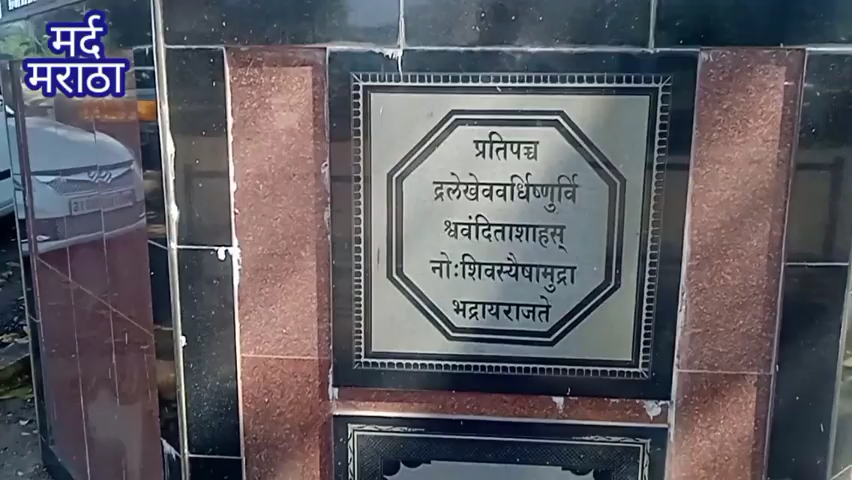 मर्द
मराठा
प्रतिपच्च
द्रलेखेववर्धिष्णुर्वि
श्ववंदिताशाहस्
नोःशिवस्यैषामुद्रा
भद्रायराजते